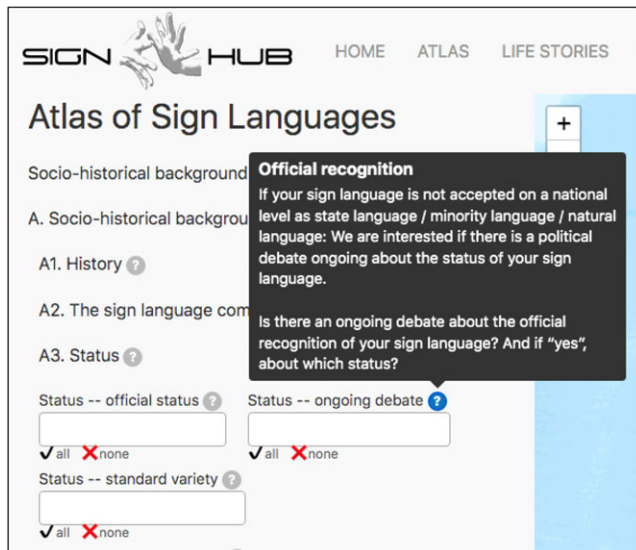 SIGN HUB
HOME ATLAS LIFE STORIES
Atlas of Sign Languages
+
Socio-historical background
A. Socio-historical backgrou
A1. History ?
A2. The sign language com
A3. Status ?
Official recognition
If your sign language is not accepted on a national
level as state language / minority language / natural
language: We are interested if there is a political
debate ongoing about the status of your sign
language.
Is there an ongoing debate about the official
recognition of your sign language? And if “yes”,
about which status?
Status -- official status ? Status -- ongoing debate ?
✔all ✗none ✔all ✗none
Status -- standard variety ?
✔all ✗none